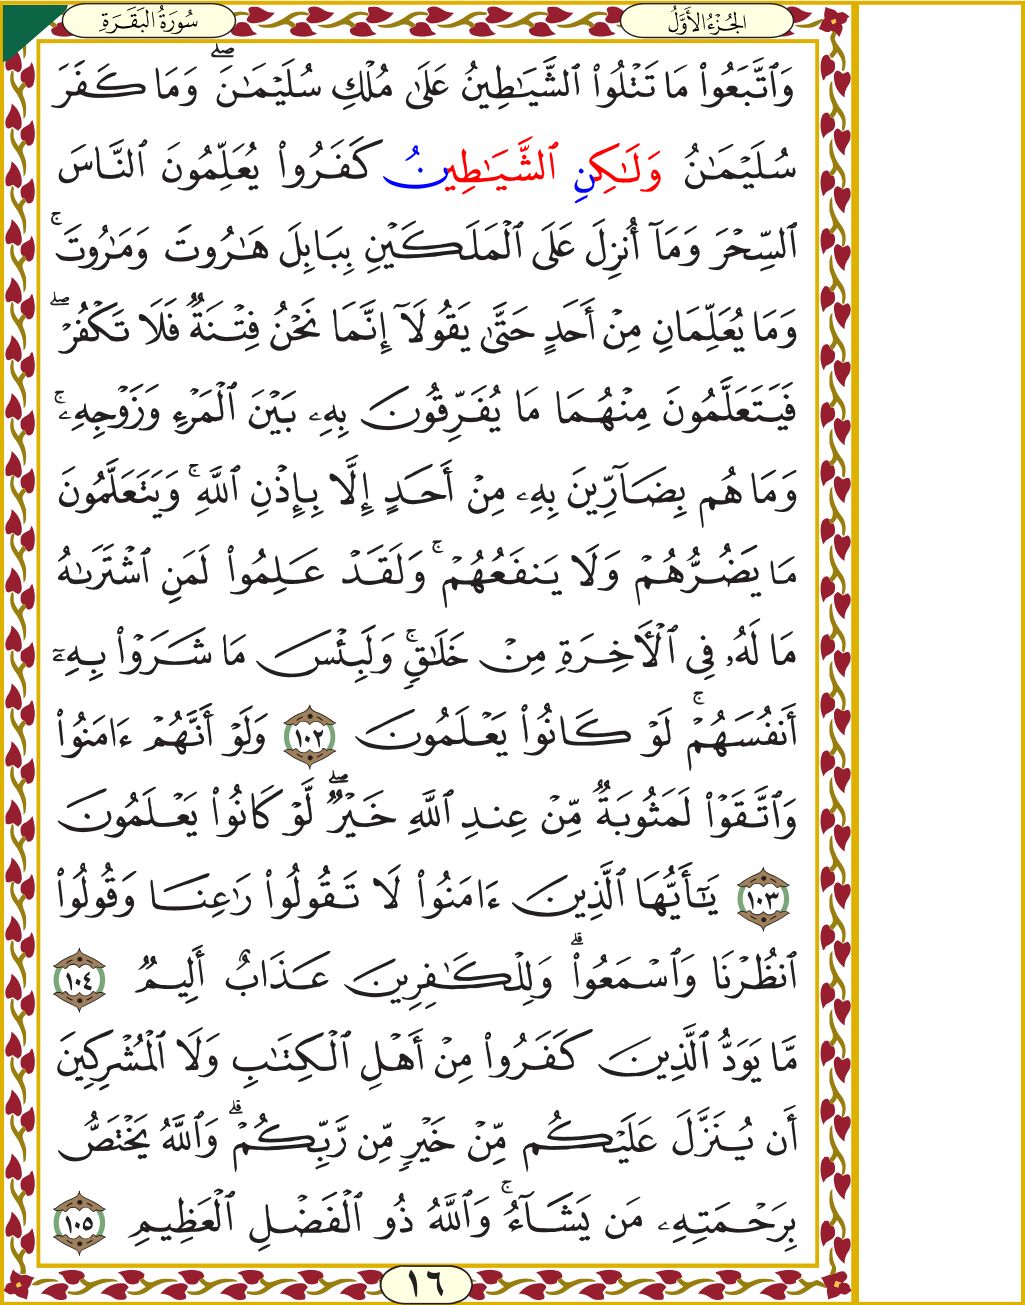 الجُزْءُ الأَوَّلُ
سُورَةُ البَقَرَةِ
وَٱتَّبَعُوا۟ مَا تَتْلُوا۟ ٱلشَّيَـٰطِينُ عَلَىٰ مُلْكِ سُلَيْمَـٰنَ ۖ وَمَا كَفَرَ
سُلَيْمَـٰنُ وَلَـٰكِنِ ٱلشَّيَـٰطِينُ كَفَرُوا۟ يُعَلِّمُونَ ٱلنَّاسَ
ٱلسِّحْرَ وَمَآ أُنزِلَ عَلَى ٱلْمَلَكَيْنِ بِبَابِلَ هَـٰرُوتَ وَمَـٰرُوتَ ۚ
وَمَا يُعَلِّمَانِ مِنْ أَحَدٍ حَتَّىٰ يَقُولَآ إِنَّمَا نَحْنُ فِتْنَةٌ فَلَا تَكْفُرْ ۖ
فَيَتَعَلَّمُونَ مِنْهُمَا مَا يُفَرِّقُونَ بِهِۦ بَيْنَ ٱلْمَرْءِ وَزَوْجِهِۦ ۚ
وَمَا هُم بِضَآرِّينَ بِهِۦ مِنْ أَحَدٍ إِلَّا بِإِذْنِ ٱللَّهِ ۚ وَيَتَعَلَّمُونَ
مَا يَضُرُّهُمْ وَلَا يَنفَعُهُمْ ۚ وَلَقَدْ عَلِمُوا۟ لَمَنِ ٱشْتَرَىٰهُ
مَا لَهُۥ فِى ٱلْـَٔاخِرَةِ مِنْ خَلَـٰقٍ ۚ وَلَبِئْسَ مَا شَرَوْا۟ بِهِۦٓ
أَنفُسَهُمْ ۚ لَوْ كَانُوا۟ يَعْلَمُونَ ١٠٢ وَلَوْ أَنَّهُمْ ءَامَنُوا۟
وَٱتَّقَوْا۟ لَمَثُوبَةٌ مِّنْ عِندِ ٱللَّهِ خَيْرٌ ۖ لَّوْ كَانُوا۟ يَعْلَمُونَ
١٠٣ يَـٰٓأَيُّهَا ٱلَّذِينَ ءَامَنُوا۟ لَا تَقُولُوا۟ رَٰعِنَا وَقُولُوا۟
ٱنظُرْنَا وَٱسْمَعُوا۟ ۗ وَلِلْكَـٰفِرِينَ عَذَابٌ أَلِيمٌ ١٠٤
مَّا يَوَدُّ ٱلَّذِينَ كَفَرُوا۟ مِنْ أَهْلِ ٱلْكِتَـٰبِ وَلَا ٱلْمُشْرِكِينَ
أَن يُنَزَّلَ عَلَيْكُم مِّنْ خَيْرٍ مِّن رَّبِّكُمْ ۗ وَٱللَّهُ يَخْتَصُّ
بِرَحْمَتِهِۦ مَن يَشَآءُ ۚ وَٱللَّهُ ذُو ٱلْفَضْلِ ٱلْعَظِيمِ ١٠٥
١٦